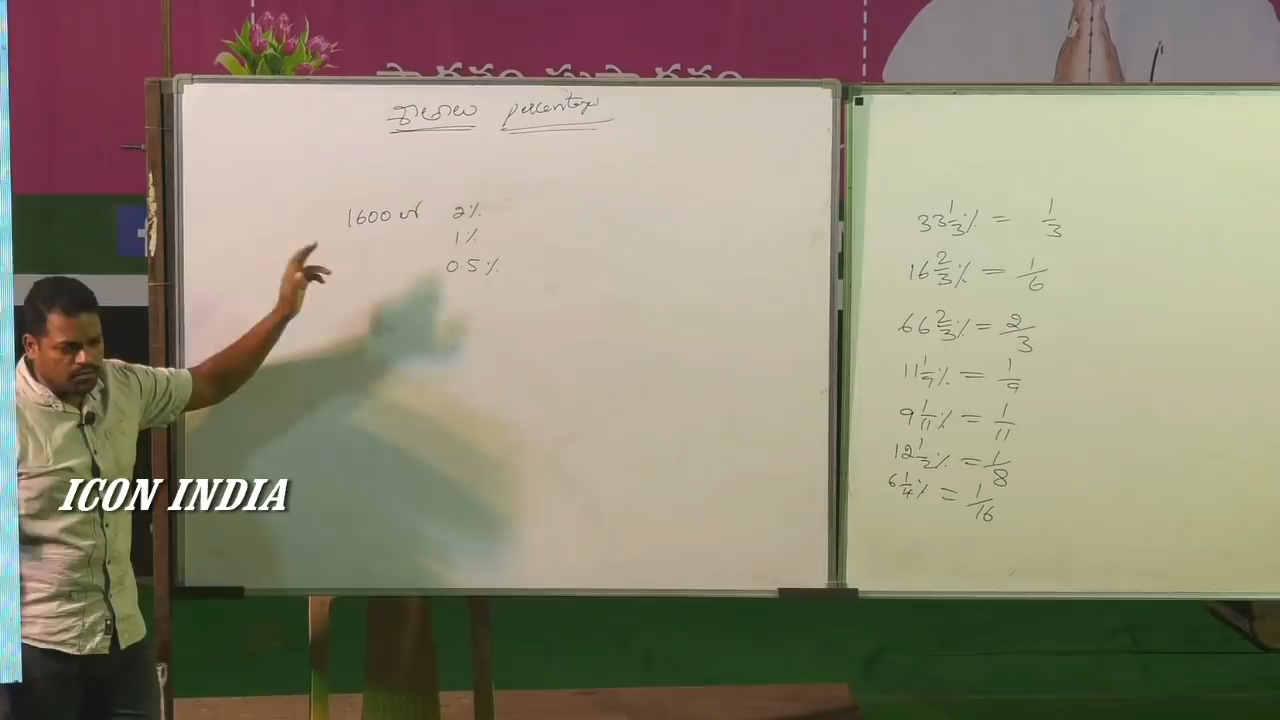 శాతాలు percentage
1600 లో 2%
1%
0.5%
33 1/3 % = 1/3
16 2/3 % = 1/6
66 2/3 % = 2/3
11 1/9 % = 1/9
9 1/11 % = 1/11
12 1/2 % = 1/8
6 1/4 % = 1/16
ICON INDIA